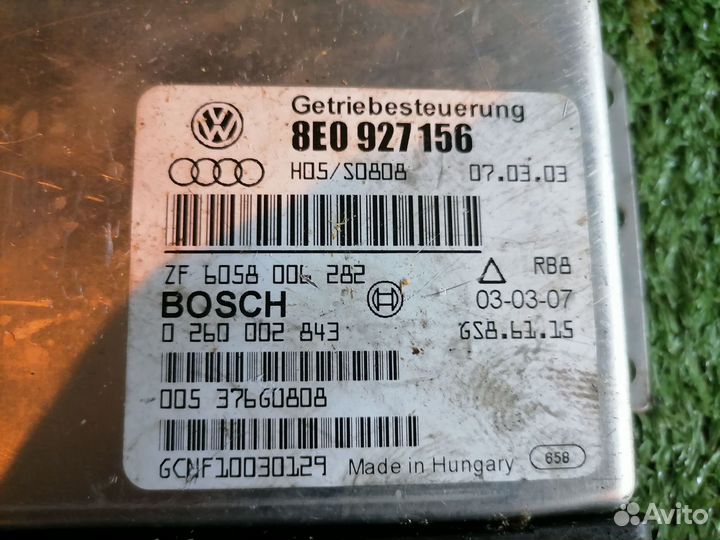 Getriebesteuerung
8E0 927 156
H05/S0808 07.03.03
ZF 6058 006 282 RB8
BOSCH 03-03-07
0 260 002 843 GS8.61.15
005 376G0808
GCNF10030129 Made in Hungary 658
Avito